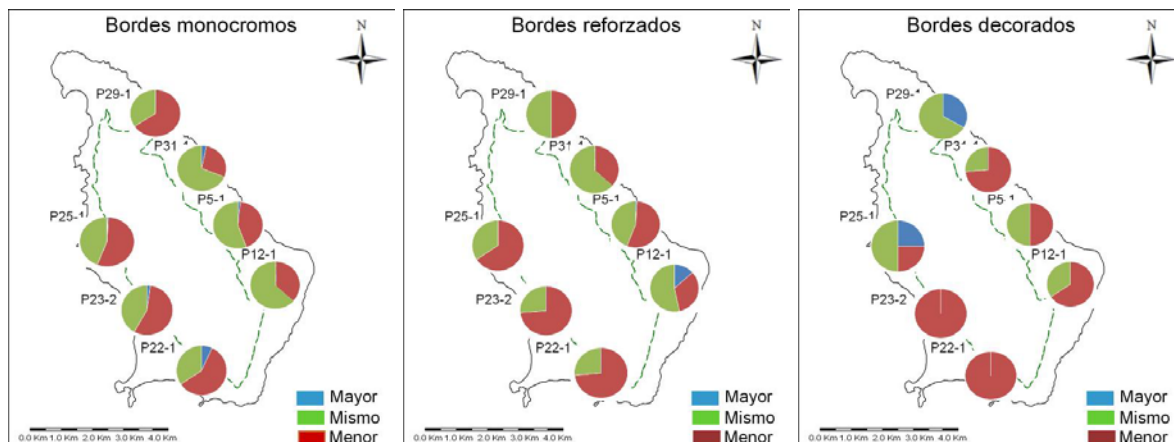 Bordes monocromos
N
P29-1
P31
P5-1
P25-1
P12-1
P23-2
P22-1
Mayor
Mismo
Menor
0.0 Km 1.0 Km 2.0 Km 3.0 Km 4.0 Km
Bordes reforzados
N
P29-1
P31
P5-1
P25-1
P12-1
P23-2
P22-1
Mayor
Mismo
Menor
0.0 Km 1.0 Km 2.0 Km 3.0 Km 4.0 Km
Bordes decorados
N
P29-
P5
P25-1
P12-1
P23-2
P22-1
Mayor
Mismo
Menor
0.0 Km 1.0 Km 2.0 Km 3.0 Km 4.0 Km